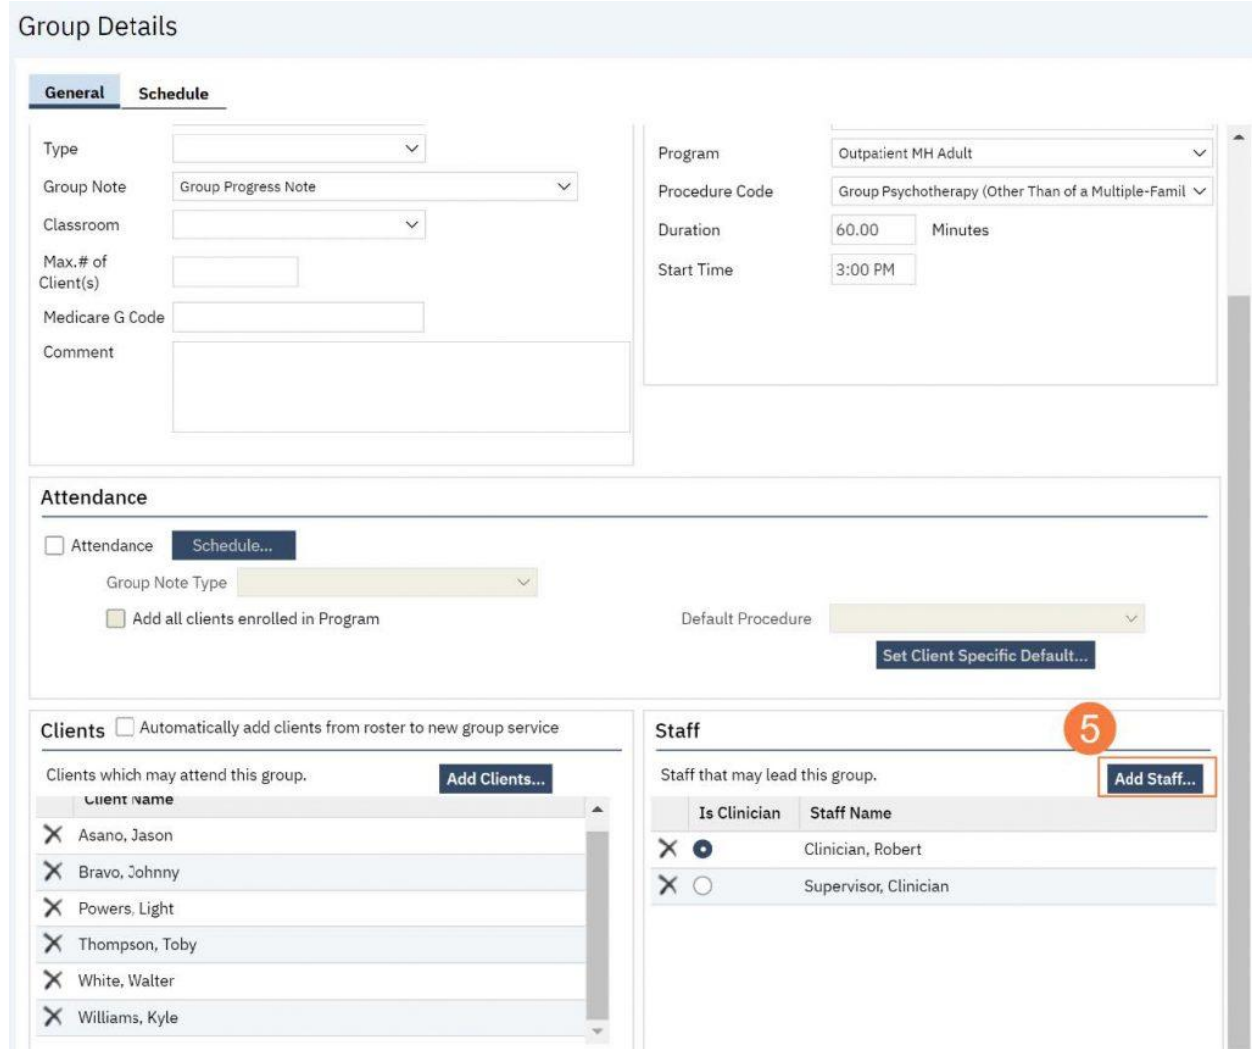 Group Details
General Schedule
Type
Group Note Group Progress Note
Classroom
Max.# of
Client(s)
Medicare G Code
Comment
Program Outpatient MH Adult
Procedure Code Group Psychotherapy (Other Than of a Multiple-Famil
Duration 60.00 Minutes
Start Time 3:00 PM
Attendance
Attendance Schedule...
Group Note Type
Add all clients enrolled in Program
Default Procedure
Set Client Specific Default...
Clients Automatically add clients from roster to new group service
Clients which may attend this group. Add Clients...
Client Name
Asano, Jason
Bravo, Johnny
Powers, Light
Thompson, Toby
White, Walter
Williams, Kyle
Staff 5
Staff that may lead this group. Add Staff...
Is Clinician Staff Name
Clinician, Robert
Supervisor, Clinician